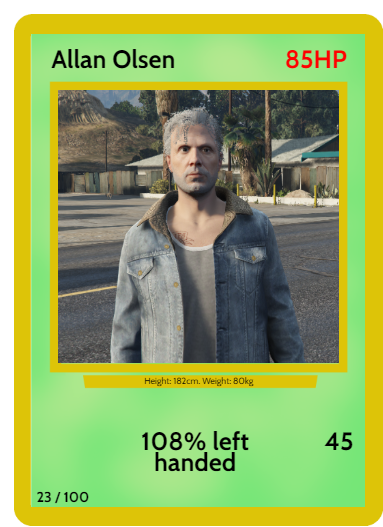 Allan Olsen 85HP
Height: 182cm. Weight: 80kg
108% left 45
handed
23 / 100